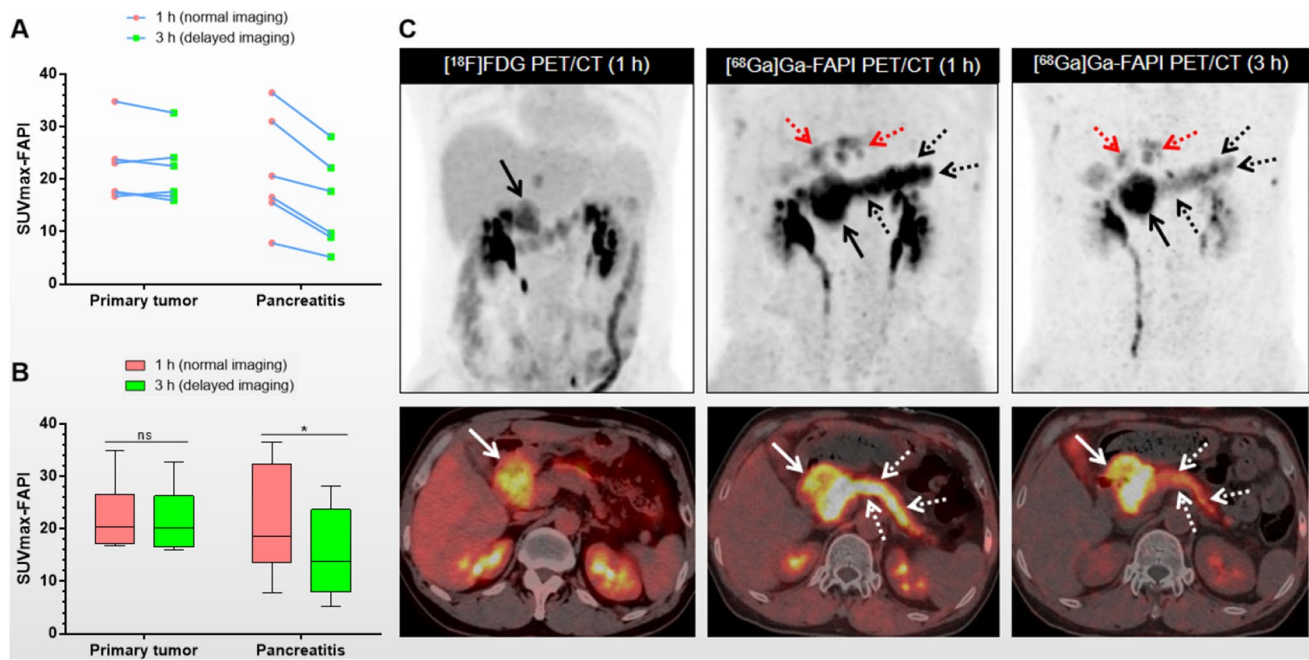 A
1 h (normal imaging)
3 h (delayed imaging)
SUVmax-FAPI
40
30
20
10
0
Primary tumor
Pancreatitis
B
1 h (normal imaging)
3 h (delayed imaging)
SUVmax-FAPI
40
30
20
10
0
ns
*
Primary tumor
Pancreatitis
C
[¹⁸F]FDG PET/CT (1 h)
[⁶⁸Ga]Ga-FAPI PET/CT (1 h)
[⁶⁸Ga]Ga-FAPI PET/CT (3 h)